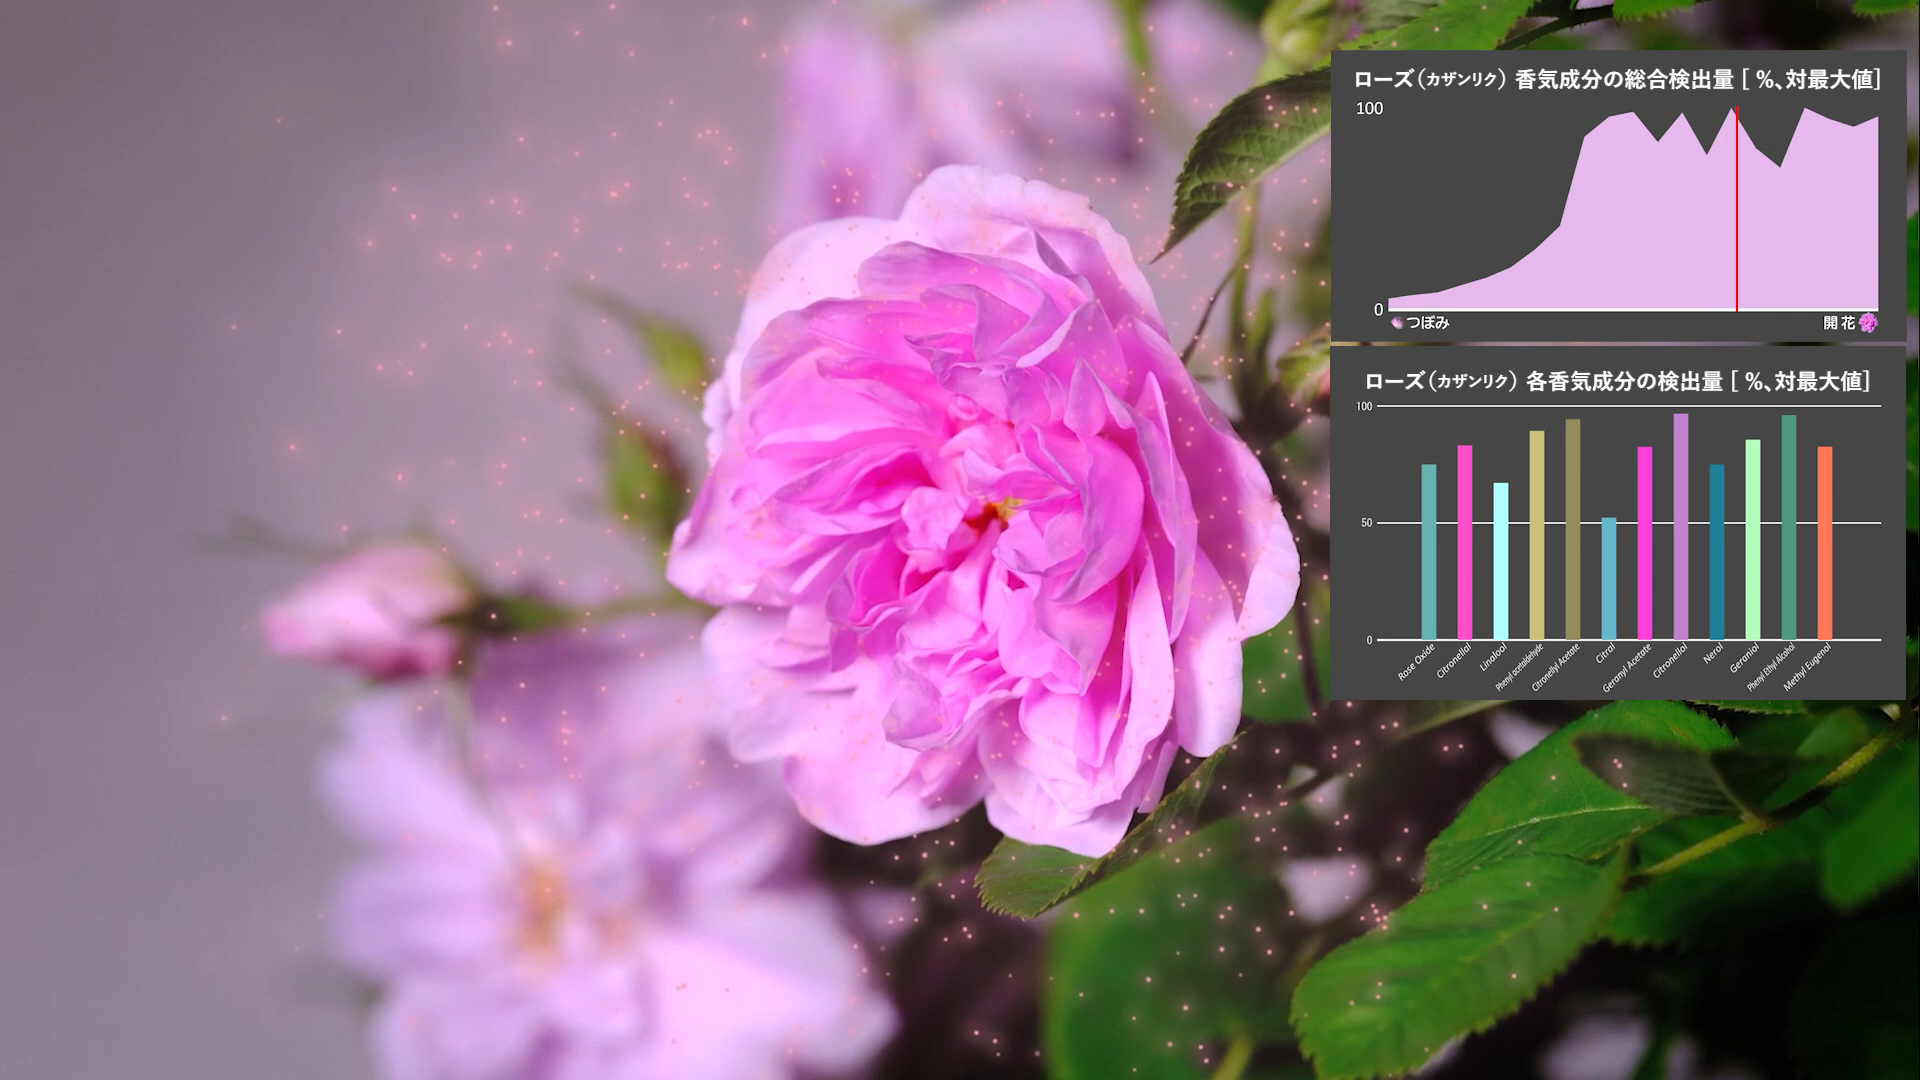 ローズ（カザンリク）香気成分の総合検出量 [ %、対最大値]
100
0
つぼみ
開花
ローズ（カザンリク）各香気成分の検出量 [ %、対最大値]
100
50
0
Rose Oxide
Citronellal
Linalool
Phenyl acetaldehyde
Citronellyl Acetate
Citral
Geranyl Acetate
Citronellol
Nerol
Geraniol
Phenyl Ethyl Alcohol
Methyl Eugenol